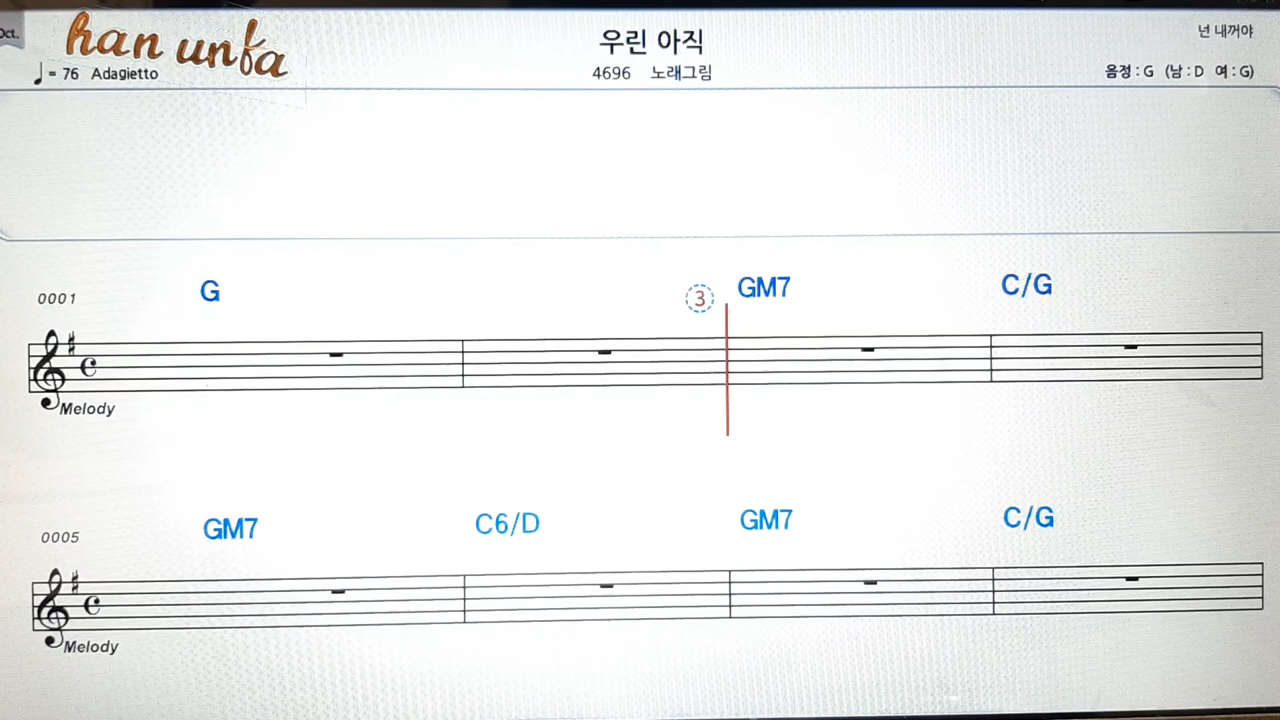 Oct.
han unfa
우린 아직
넌 내꺼야
= 76 Adagietto
4696 노래그림
음정 : G (남 : D 여 : G)
0001 G ③ GM7 C/G
Melody
0005 GM7 C6/D GM7 C/G
Melody